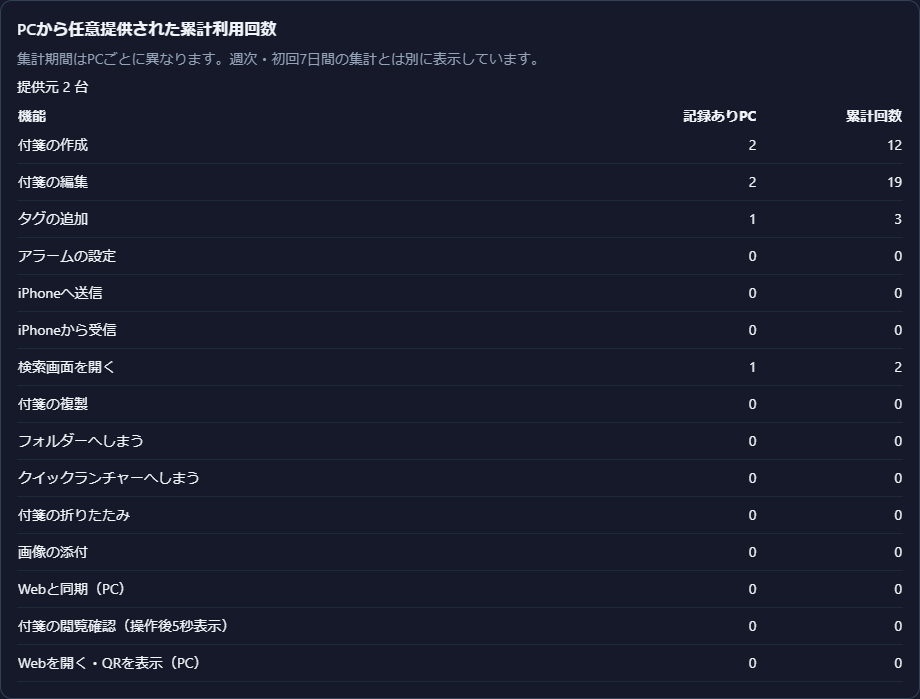 PCから任意提供された累計利用回数
集計期間はPCごとに異なります。週次・初回7日間の集計とは別に表示しています。
提供元 2 台
機能 記録ありPC 累計回数
付箋の作成 2 12
付箋の編集 2 19
タグの追加 1 3
アラームの設定 0 0
iPhoneへ送信 0 0
iPhoneから受信 0 0
検索画面を開く 1 2
付箋の複製 0 0
フォルダーへしまう 0 0
クイックランチャーへしまう 0 0
付箋の折りたたみ 0 0
画像の添付 0 0
Webと同期（PC） 0 0
付箋の閲覧確認（操作後5秒表示） 0 0
Webを開く・QRを表示（PC） 0 0